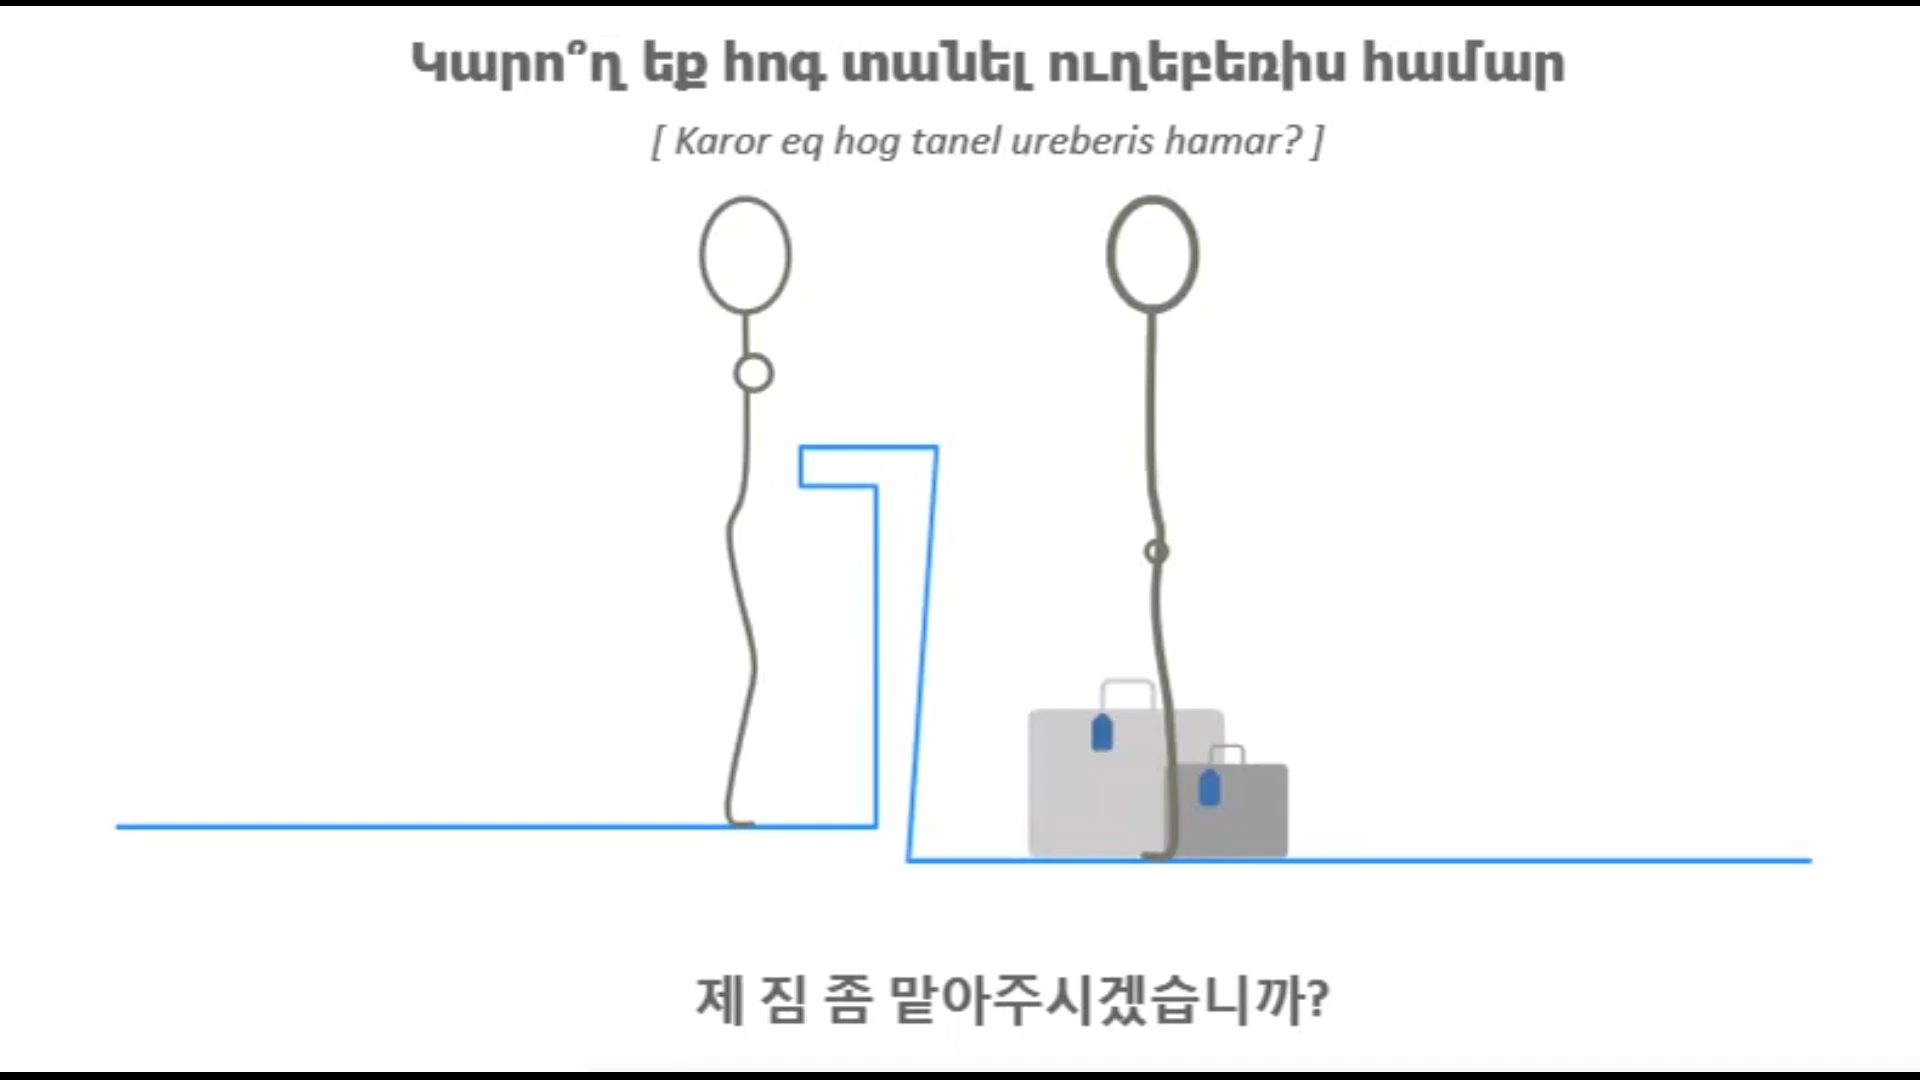 Կարո՞ղ եք հոգ տանել ուղեբեռիս համար
[ Karor eq hog tanel ureberis hamar? ]
제 짐 좀 맡아주시겠습니까?